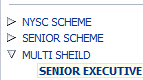 NYSC SCHEME
SENIOR SCHEME
MULTI SHEILD
SENIOR EXECUTIVE